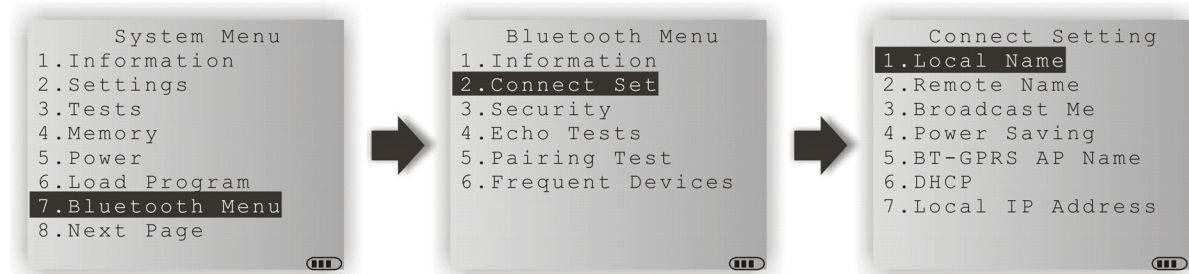 System Menu
1.Information
2.Settings
3.Tests
4.Memory
5.Power
6.Load Program
7.Bluetooth Menu
8.Next Page
Bluetooth Menu
1.Information
2.Connect Set
3.Security
4.Echo Tests
5.Pairing Test
6.Frequent Devices
Connect Setting
1.Local Name
2.Remote Name
3.Broadcast Me
4.Power Saving
5.BT-GPRS AP Name
6.DHCP
7.Local IP Address